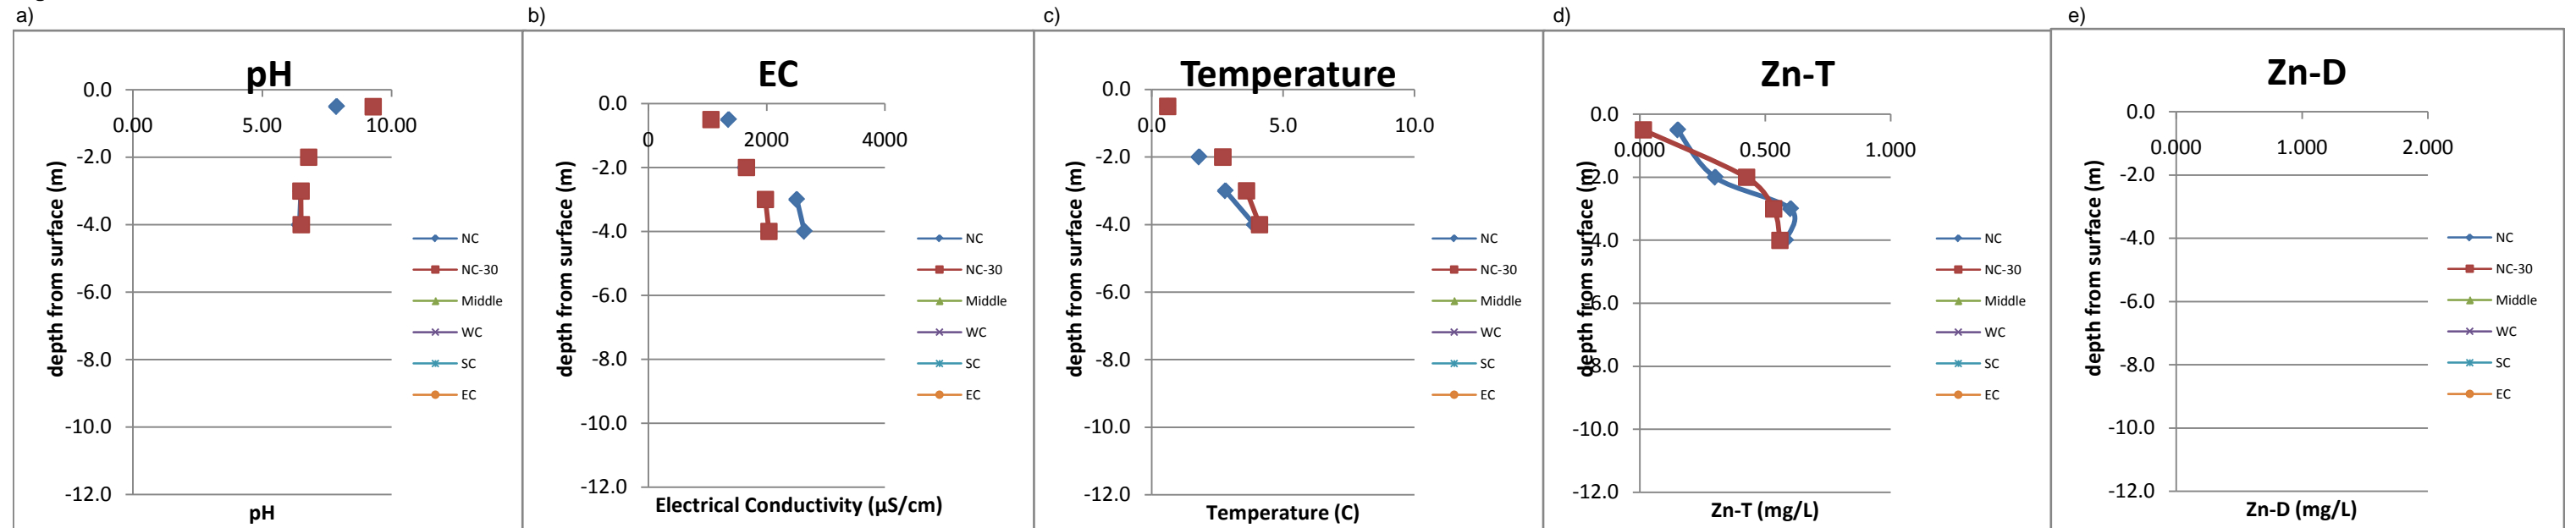 a)
b)
c)
d)
e)
pH
0.0
-2.0
-4.0
-6.0
-8.0
-10.0
-12.0
0.00
5.00
10.00
depth from surface (m)
pH
NC
NC-30
Middle
WC
SC
EC
EC
0.0
-2.0
-4.0
-6.0
-8.0
-10.0
-12.0
0
2000
4000
depth from surface (m)
Electrical Conductivity (µS/cm)
NC
NC-30
Middle
WC
SC
EC
Temperature
0.0
-2.0
-4.0
-6.0
-8.0
-10.0
-12.0
0.0
5.0
10.0
depth from surface (m)
Temperature (C)
NC
NC-30
Middle
WC
SC
EC
Zn-T
0.0
-2.0
-4.0
-6.0
-8.0
-10.0
-12.0
0.000
0.500
1.000
depth from surface (m)
Zn-T (mg/L)
NC
NC-30
Middle
WC
SC
EC
Zn-D
0.0
-2.0
-4.0
-6.0
-8.0
-10.0
-12.0
0.000
1.000
2.000
depth from surface (m)
Zn-D (mg/L)
NC
NC-30
Middle
WC
SC
EC